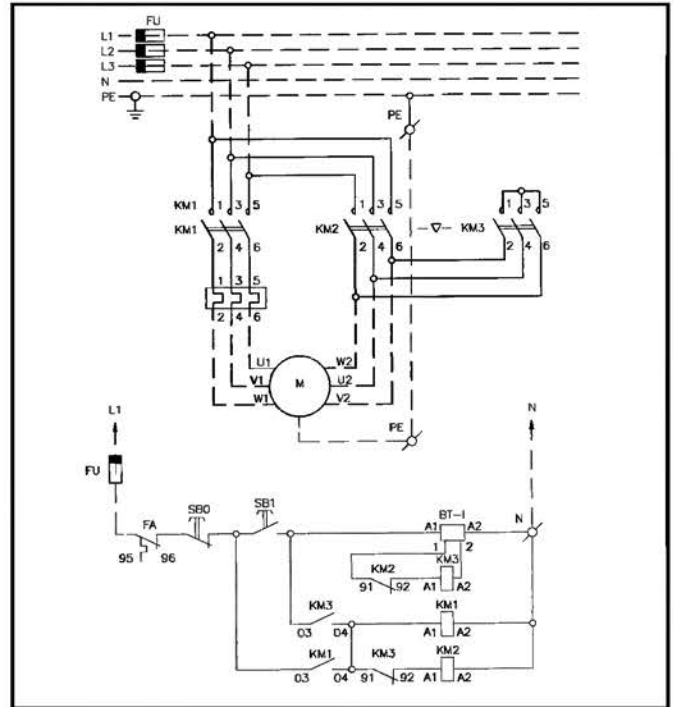 FU
L1
L2
L3
N
PE
PE
KM1 1 3 5
1 3 5
1 3 5
KM1
KM2
KM3
2 4 6
2 4 6
2 4 6
1 3 5
2 4 6
U1 W2
V1 M U2
W1 V2
PE
L1
N
FU
FA
SB0
SB1
BT-1
A1 A2
N
95 96
1 2
KM2
KM3
91 92
A1 A2
KM3
KM1
03 04
A1 A2
KM1
KM3
KM2
03 04
91 92
A1 A2